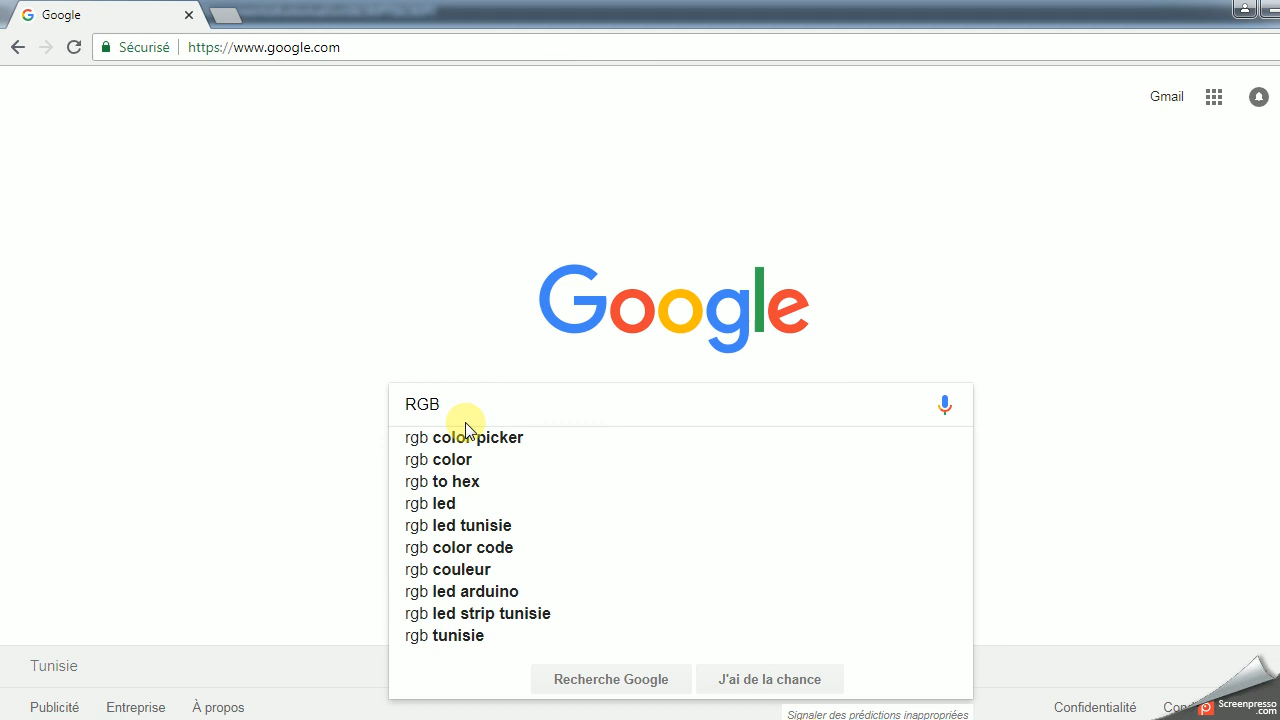 Google
Sécurisé https://www.google.com
Gmail
Google
RGB
rgb color picker
rgb color
rgb to hex
rgb led
rgb led tunisie
rgb color code
rgb couleur
rgb led arduino
rgb led strip tunisie
rgb tunisie
Recherche Google J'ai de la chance
Tunisie
Publicité Entreprise À propos
Signaler des prédictions inappropriées
Confidentialité
Screenpresso
.com